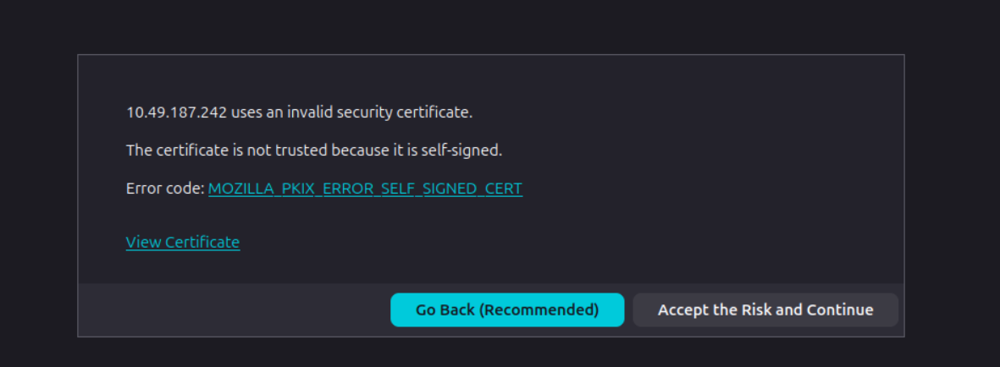 10.49.187.242 uses an invalid security certificate.
The certificate is not trusted because it is self-signed.
Error code: MOZILLA_PKIX_ERROR_SELF_SIGNED_CERT
View Certificate
Go Back (Recommended)
Accept the Risk and Continue